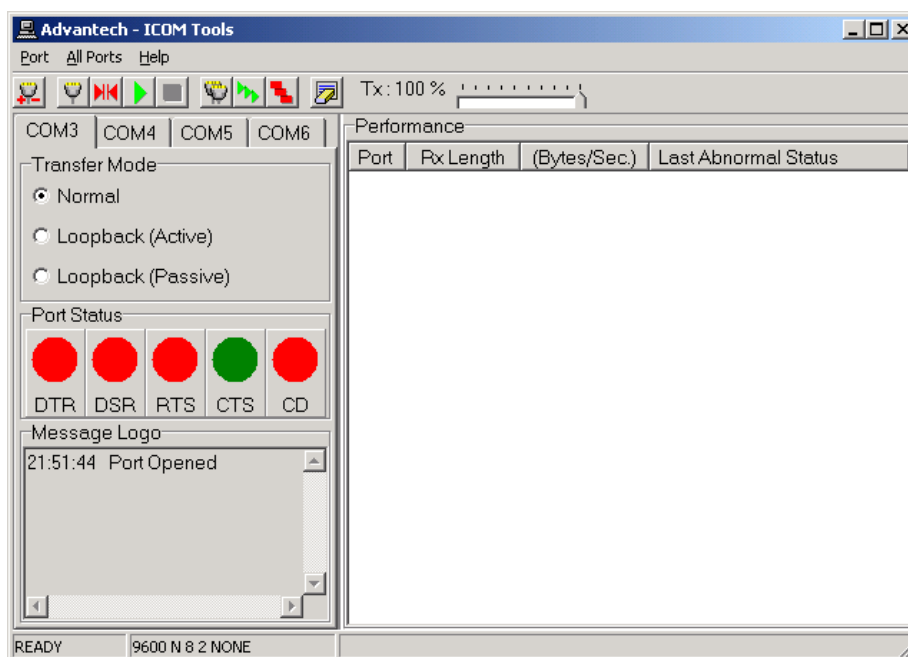 Advantech - ICOM Tools
Port All Ports Help
Tx : 100 %
COM3 COM4 COM5 COM6
Transfer Mode
Normal
Loopback (Active)
Loopback (Passive)
Port Status
DTR DSR RTS CTS CD
Message Logo
21:51:44 Port Opened
Performance
Port Rx Length (Bytes/Sec.) Last Abnormal Status
READY 9600 N 8 2 NONE